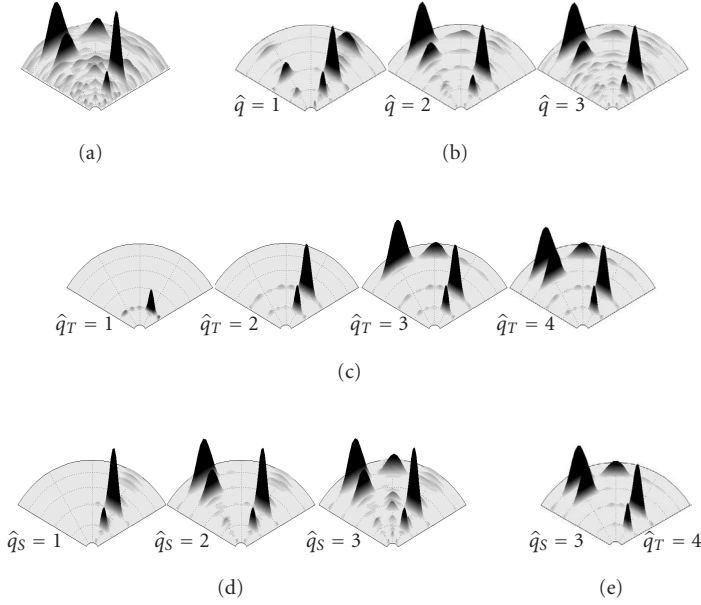 q̂ = 1 q̂ = 2 q̂ = 3
(a) (b)
q̂_T = 1 q̂_T = 2 q̂_T = 3 q̂_T = 4
(c)
q̂_S = 1 q̂_S = 2 q̂_S = 3 q̂_S = 3 q̂_T = 4
(d) (e)